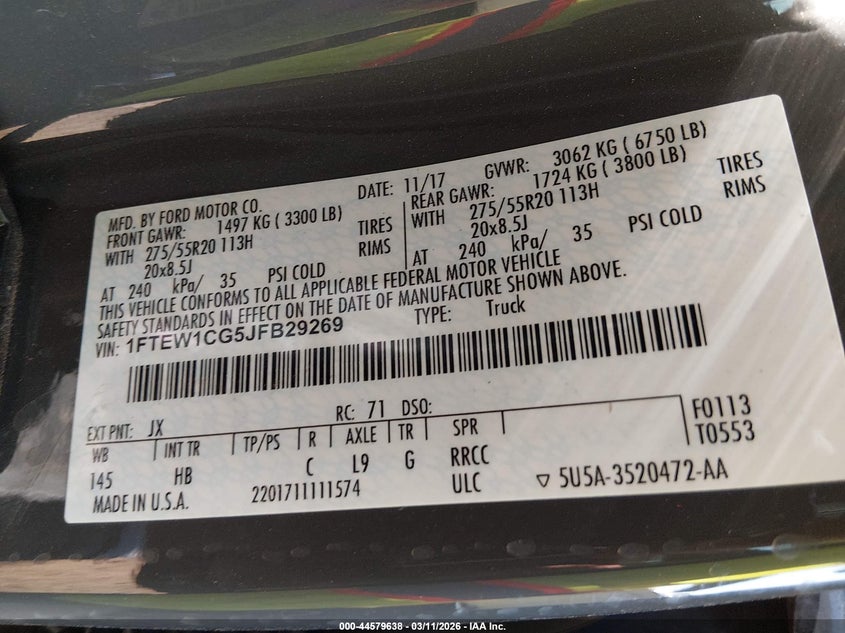 MFD. BY FORD MOTOR CO. DATE: 11/17 GVWR: 3062 KG ( 6750 LB)
FRONT GAWR: 1497 KG ( 3300 LB) REAR GAWR: 1724 KG ( 3800 LB)
WITH 275/55R20 113H TIRES WITH 275/55R20 113H TIRES
20x8.5J RIMS 20x8.5J RIMS
AT 240 kPa/ 35 PSI COLD AT 240 kPa/ 35 PSI COLD
THIS VEHICLE CONFORMS TO ALL APPLICABLE FEDERAL MOTOR VEHICLE
SAFETY STANDARDS IN EFFECT ON THE DATE OF MANUFACTURE SHOWN ABOVE.
VIN: 1FTEW1CG5JFB29269 TYPE: Truck
EXT PNT: JX RC: 71 DSO: F0113
WB INT TR TP/PS R AXLE TR SPR T0553
145 HB C L9 G RRCC
MADE IN U.S.A. 2201711111574 ULC ▽ 5U5A-3520472-AA
000-44579638 - 03/11/2026 - IAA Inc.